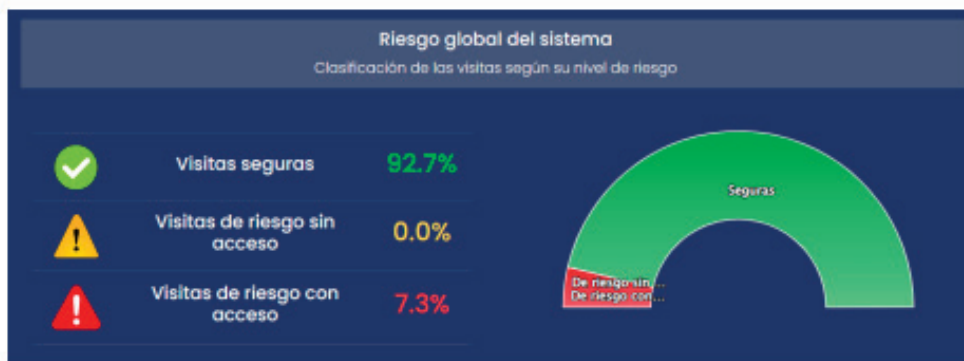 Riesgo global del sistema
Clasificación de las visitas según su nivel de riesgo
Visitas seguras 92.7%
Visitas de riesgo sin
acceso
0.0%
Visitas de riesgo con
acceso
7.3%
Seguras
De riesgo sin ...
De riesgo con...